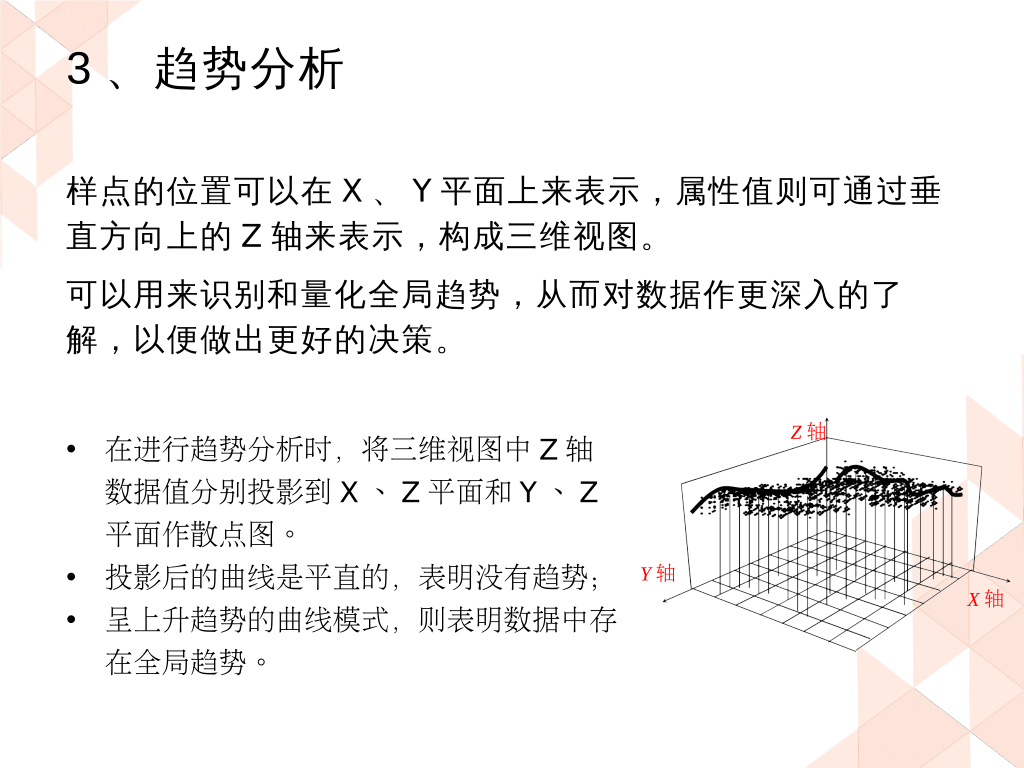 3 、趋势分析
样点的位置可以在 X 、 Y 平面上来表示，属性值则可通过垂
直方向上的 Z 轴来表示，构成三维视图。
可以用来识别和量化全局趋势，从而对数据作更深入的了
解，以便做出更好的决策。
• 在进行趋势分析时，将三维视图中 Z 轴
数据值分别投影到 X 、 Z 平面和 Y 、 Z
平面作散点图。
• 投影后的曲线是平直的，表明没有趋势；
• 呈上升趋势的曲线模式，则表明数据中存
在全局趋势。
Z 轴
Y 轴
X 轴